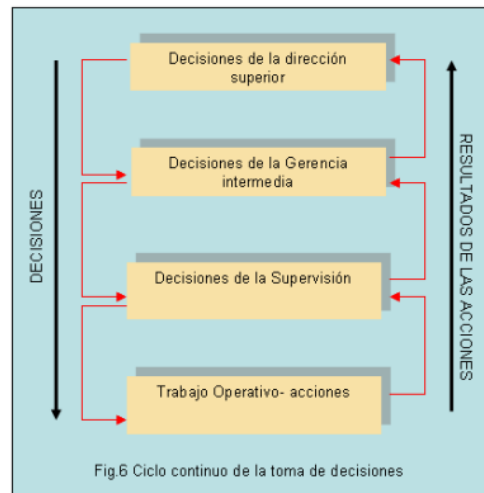 Decisiones de la dirección
superior
Decisiones de la Gerencia
intermedia
Decisiones de la Supervisión
Trabajo Operativo- acciones
DECISIONES
RESULTADOS DE LAS ACCIONES
Fig.6 Ciclo continuo de la toma de decisiones